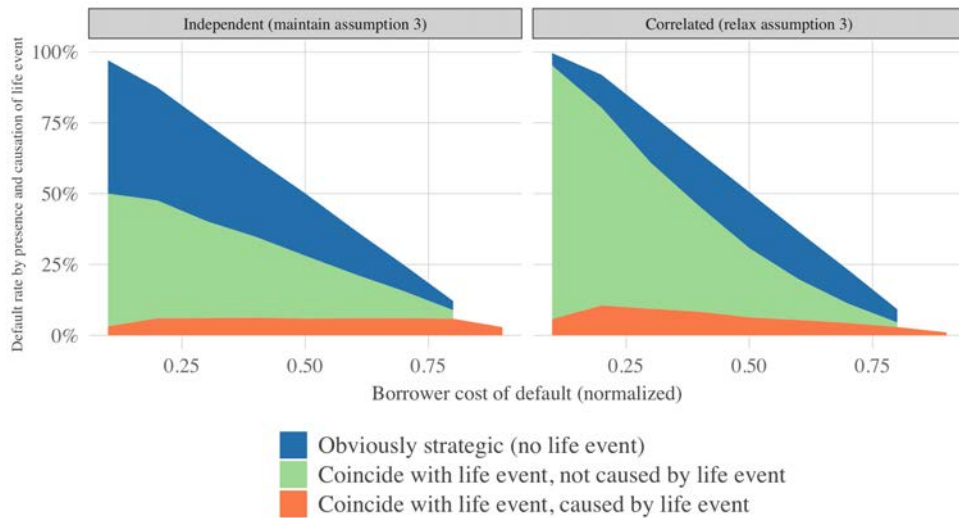 Independent (maintain assumption 3)
Correlated (relax assumption 3)
Default rate by presence and causation of life event
100%
75%
50%
25%
0%
0.25
0.50
0.75
0.25
0.50
0.75
Borrower cost of default (normalized)
Obviously strategic (no life event)
Coincide with life event, not caused by life event
Coincide with life event, caused by life event